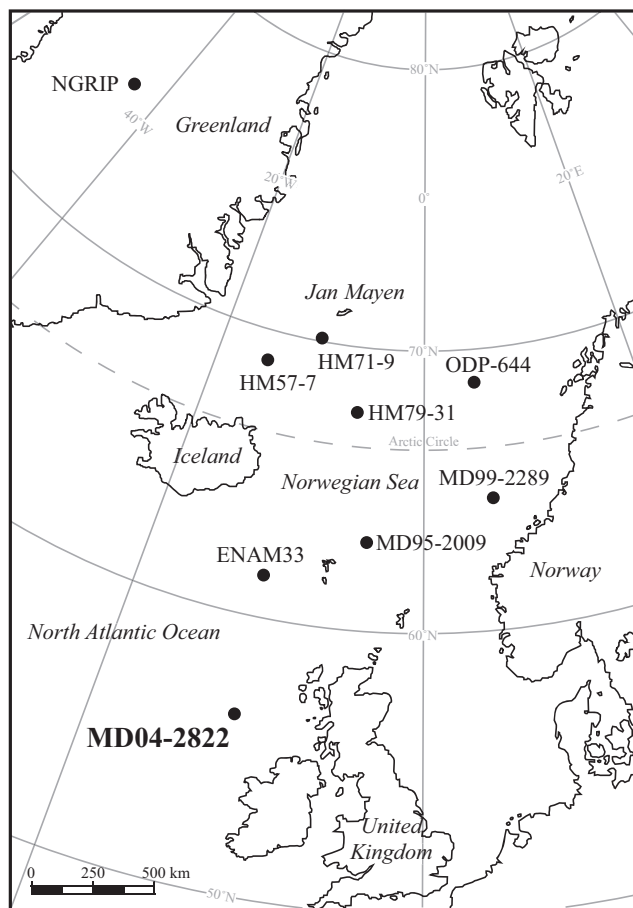 80°N
NGRIP
40°W
Greenland
20°W
20°E
0°
Jan Mayen
70°N
HM71-9
ODP-644
HM57-7
HM79-31
Arctic Circle
Iceland
Norwegian Sea
MD99-2289
MD95-2009
ENAM33
Norway
North Atlantic Ocean
60°N
MD04-2822
United
Kingdom
0 250 500 km
50°N